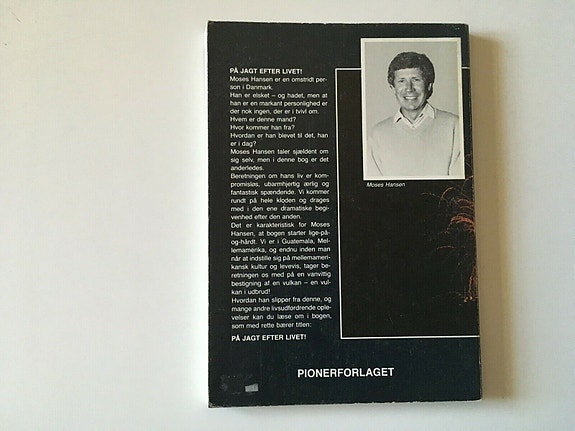 PÅ JAGT EFTER LIVET!
Moses Hansen er en omstridt per-
son i Danmark.
Han er elsket – og hadet, men at
han er en markant personlighed er
der nok ingen, der er i tvivl om.
Hvem er denne mand?
Hvor kommer han fra?
Hvordan er han blevet til det, han
er i dag?
Moses Hansen taler sjældent om
sig selv, men i denne bog er det
anderledes.
Beretningen om hans liv er kom-
promisløs, ubarmhjertig ærlig og
fantastisk spændende. Vi kommer
rundt på hele kloden og drages
med i den ene dramatiske begi-
venhed efter den anden.
Det er karakteristisk for Moses
Hansen, at bogen starter lige-på-
og-hårdt. Vi er i Guatemala, Mel-
lemamerika, og endnu inden man
når at indstille sig på mellemameri-
kansk kultur og levevis, tager be-
retningen os med på en vanvittig
bestigning af en vulkan – en vul-
kan i udbrud!
Hvordan han slipper fra denne, og
mange andre livsudfordrende ople-
velser kan du læse om i bogen,
som med rette bærer titlen:
PÅ JAGT EFTER LIVET!
Moses Hansen
PIONERFORLAGET